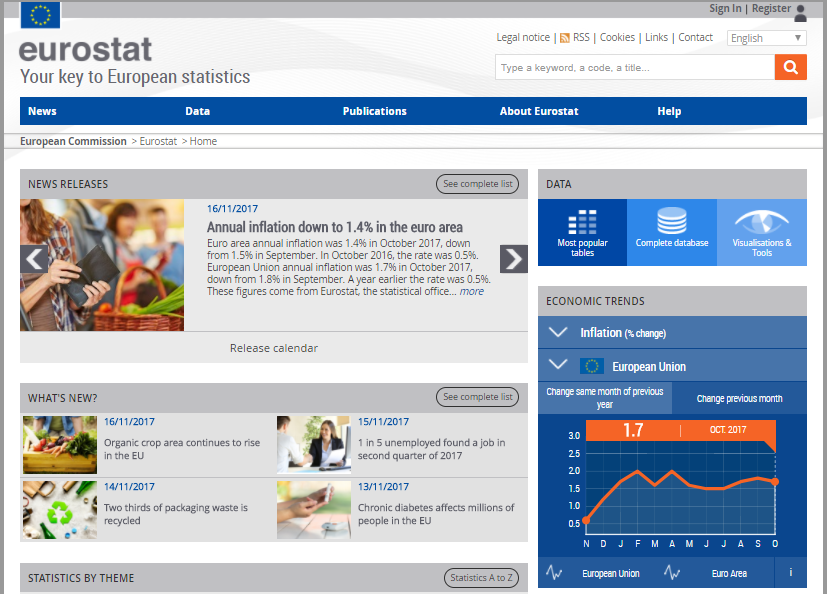 Sign In | Register
eurostat
Your key to European statistics
Legal notice | RSS | Cookies | Links | Contact
English
Type a keyword, a code, a title...
News Data Publications About Eurostat Help
European Commission > Eurostat > Home
NEWS RELEASES
See complete list
16/11/2017
Annual inflation down to 1.4% in the euro area
Euro area annual inflation was 1.4% in October 2017, down
from 1.5% in September. In October 2016, the rate was 0.5%.
European Union annual inflation was 1.7% in October 2017,
down from 1.8% in September. A year earlier the rate was 0.5%.
These figures come from Eurostat, the statistical office... more
Release calendar
WHAT'S NEW?
See complete list
16/11/2017
Organic crop area continues to rise
in the EU
15/11/2017
1 in 5 unemployed found a job in
second quarter of 2017
14/11/2017
Two thirds of packaging waste is
recycled
13/11/2017
Chronic diabetes affects millions of
people in the EU
STATISTICS BY THEME
Statistics A to Z
DATA
Most popular
tables
Complete database
Visualisations &
Tools
ECONOMIC TRENDS
Inflation (% change)
European Union
Change same month of previous
year
Change previous month
1.7 | OCT. 2017
3.0
2.5
2.0
1.5
1.0
0.5
N D J F M A M J J A S O
European Union
Euro Area
i